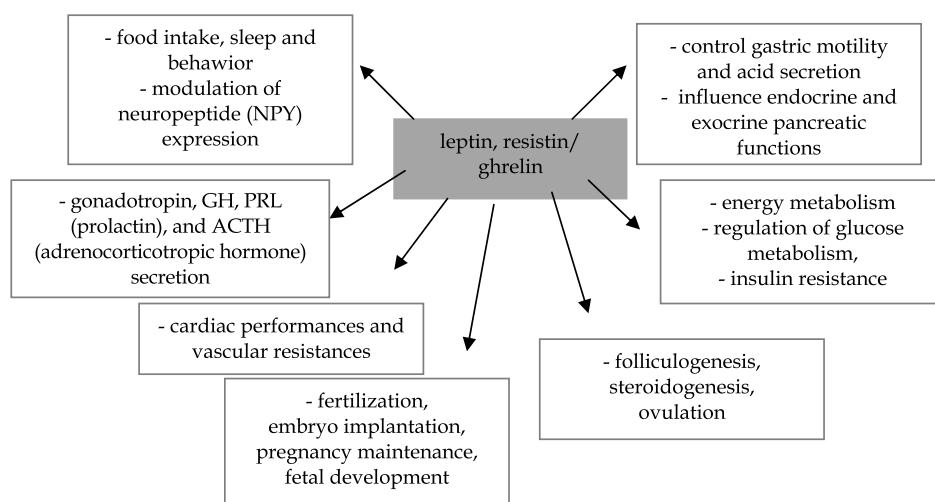 - food intake, sleep and
behawior
- modulation of
neuropeptide (NPY)
expression
- control gastric motility
and acid secretion
- influence endocrine and
exocrine pancreatic
functions
leptin, resistin/
ghrelin
- gonadotropin, GH, PRL
(prolactin), and ACTH
(adrenocorticotropic hormone)
secretion
- energy metabolism
- regulation of glucose
metabolism,
- insulin resistance
- cardiac performances and
vascular resistances
- folliculogenesis,
steroidogenesis,
ovulation
- fertilization,
embryo implantation,
pregnancy maintenance,
fetal development